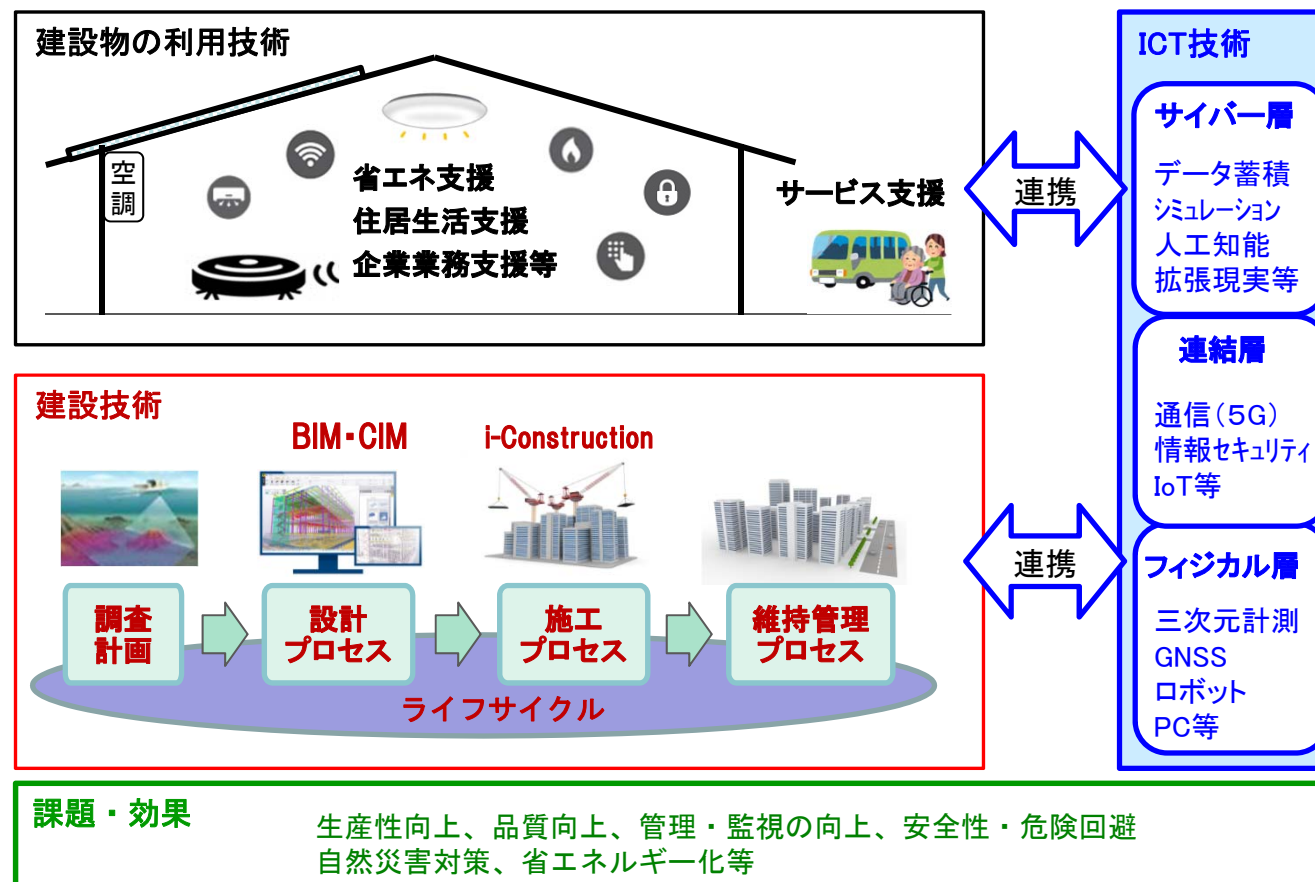 建設物の利用技術
空
調
省エネ支援
住居生活支援
企業業務支援等
サービス支援
連携
建設技術
BIM・CIM
i-Construction
調査
計画
設計
プロセス
施工
プロセス
維持管理
プロセス
ライフサイクル
連携
ICT技術
サイバー層
データ蓄積
シミュレーション
人工知能
拡張現実等
連結層
通信(5G)
情報セキュリティ
IoT等
フィジカル層
三次元計測
GNSS
ロボット
PC等
課題・効果
生産性向上、品質向上、管理・監視の向上、安全性・危険回避
自然災害対策、省エネルギー化等